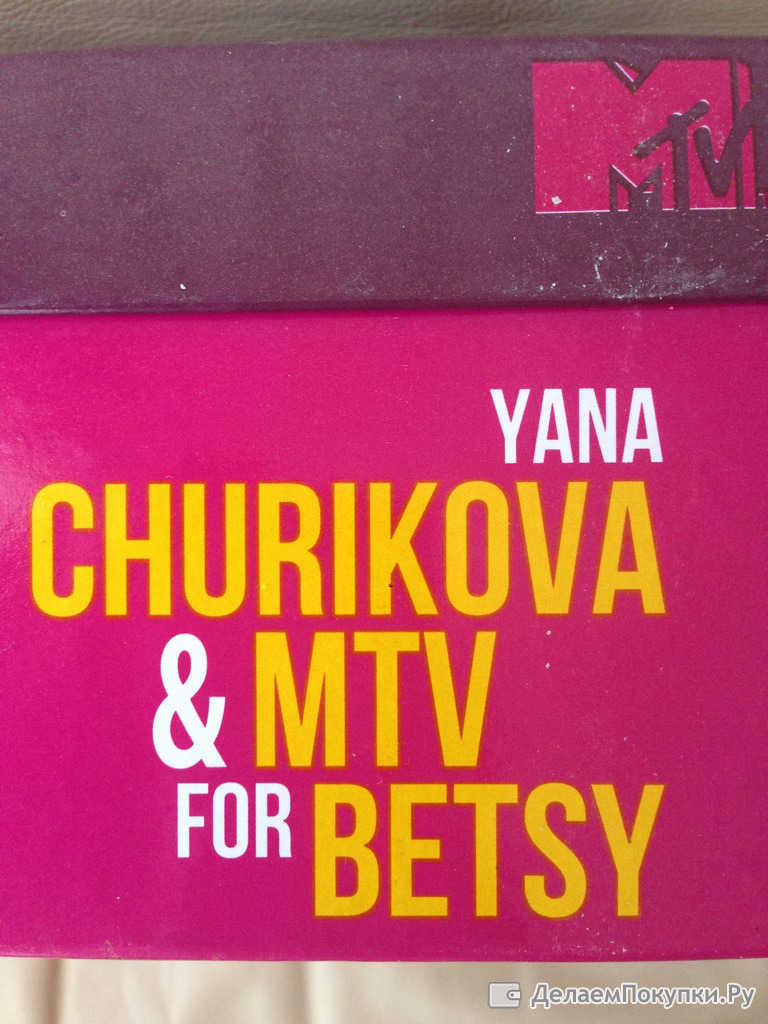 MTV
YANA
CHURIKOVA
& MTV
FOR BETSY
ДелаемПокупки.Ру